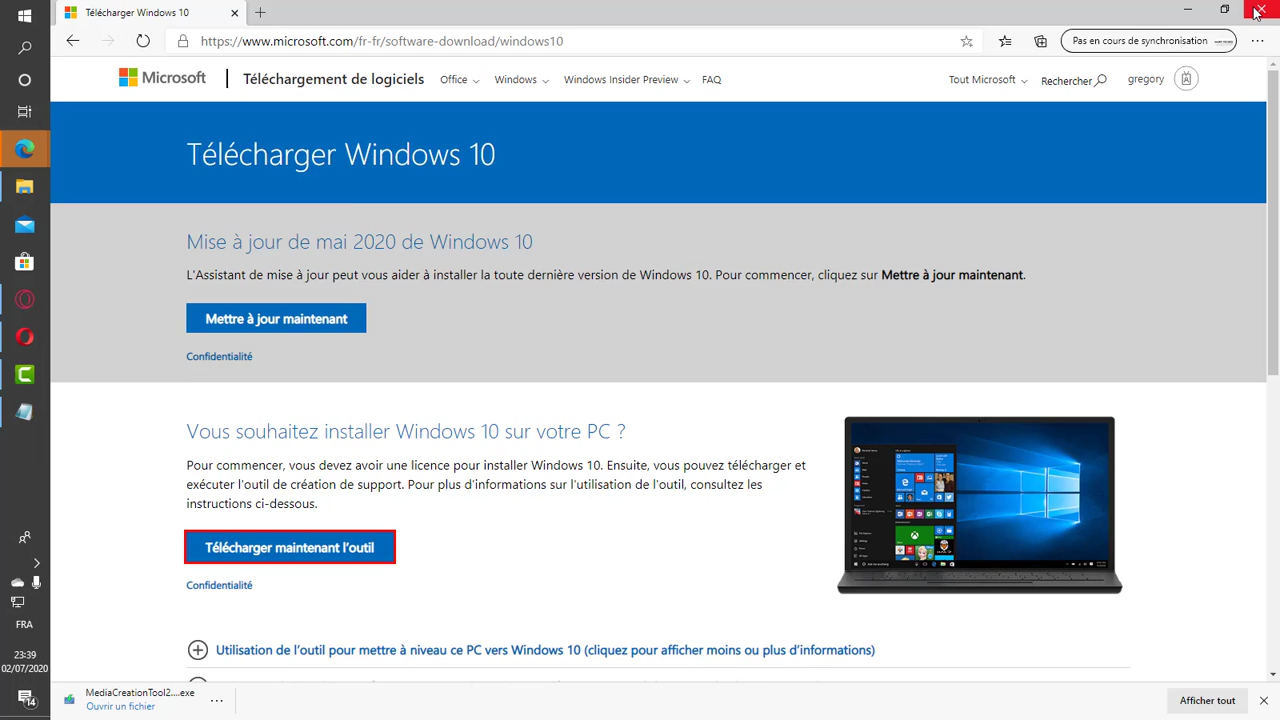 Télécharger Windows 10
https://www.microsoft.com/fr-fr/software-download/windows10
Pas en cours de synchronisation
Microsoft
Téléchargement de logiciels
Office
Windows
Windows Insider Preview
FAQ
Tout Microsoft
Rechercher
gregory
Télécharger Windows 10
Mise à jour de mai 2020 de Windows 10
L'Assistant de mise à jour peut vous aider à installer la toute dernière version de Windows 10. Pour commencer, cliquez sur Mettre à jour maintenant.
Mettre à jour maintenant
Confidentialité
Vous souhaitez installer Windows 10 sur votre PC ?
Pour commencer, vous devez avoir une licence pour installer Windows 10. Ensuite, vous pouvez télécharger et
exécuter l'outil de création de support. Pour plus d'informations sur l'utilisation de l'outil, consultez les
instructions ci-dessous.
Télécharger maintenant l'outil
Confidentialité
Utilisation de l'outil pour mettre à niveau ce PC vers Windows 10 (cliquez pour afficher moins ou plus d'informations)
FRA
23:39
02/07/2020
14
MediaCreationTool2....exe
Ouvrir un fichier
Afficher tout